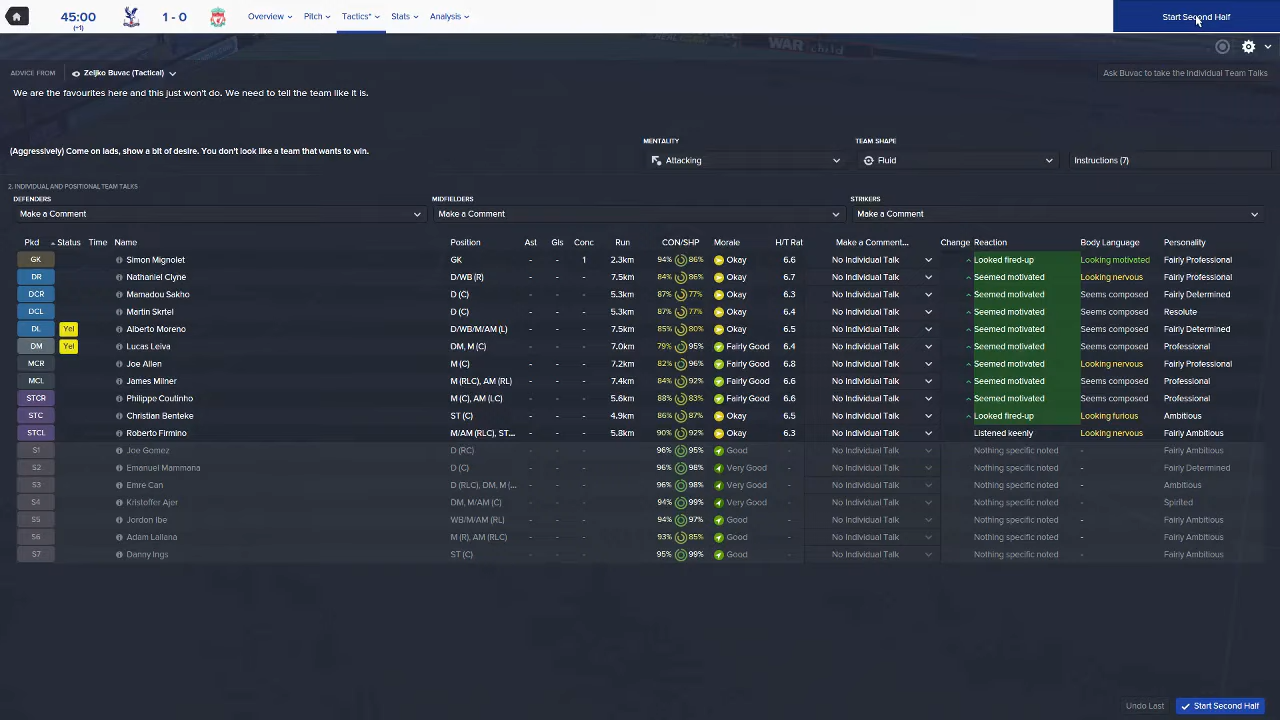 45:00 (+1) 1 - 0 Overview Pitch Tactics* Stats Analysis Start Second Half
WAR child
ADVICE FROM Zeljko Buvac (Tactical) Ask Buvac to take the Individual Team Talks
We are the favourites here and this just won't do. We need to tell the team like it is.
MENTALITY TEAM SHAPE
(Aggressively) Come on lads, show a bit of desire. You don't look like a team that wants to win.
Attacking Fluid Instructions (7)
2. INDIVIDUAL AND POSITIONAL TEAM TALKS
DEFENDERS MIDFIELDERS STRIKERS
Make a Comment Make a Comment Make a Comment
Pkd Status Time Name Position Ast Gls Conc Run CON/SHP Morale H/T Rat Make a Comment... Change Reaction Body Language Personality
GK Simon Mignolet GK - - 1 2.3km 94% 86% Okay 6.6 No Individual Talk Looked fired-up Looking motivated Fairly Professional
DR Nathaniel Clyne D/WB (R) - - - 7.5km 84% 86% Okay 6.7 No Individual Talk Seemed motivated Looking nervous Fairly Professional
DCR Mamadou Sakho D (C) - - - 5.3km 87% 77% Okay 6.3 No Individual Talk Seemed motivated Seems composed Fairly Determined
DCL Martin Skrtel D (C) - - - 5.3km 87% 77% Okay 6.4 No Individual Talk Seemed motivated Seems composed Resolute
DL Yel Alberto Moreno D/WB/M/AM (L) - - - 7.5km 85% 80% Okay 6.5 No Individual Talk Seemed motivated Seems composed Fairly Determined
DM Yel Lucas Leiva DM, M (C) - - - 7.0km 79% 95% Fairly Good 6.4 No Individual Talk Seemed motivated Seems composed Professional
MCR Joe Allen M (C) - - - 7.2km 82% 96% Fairly Good 6.8 No Individual Talk Seemed motivated Looking nervous Fairly Professional
MCL James Milner M (RLC), AM (RL) - - - 7.4km 84% 92% Fairly Good 6.6 No Individual Talk Seemed motivated Seems composed Professional
STCR Philippe Coutinho M (C), AM (LC) - - - 5.6km 88% 83% Fairly Good 6.6 No Individual Talk Seemed motivated Seems composed Professional
STC Christian Benteke ST (C) - - - 4.9km 86% 87% Okay 6.5 No Individual Talk Looked fired-up Looking furious Ambitious
STCL Roberto Firmino M/AM (RLC), ST... - - - 5.8km 90% 92% Okay 6.3 No Individual Talk Listened keenly Looking nervous Fairly Ambitious
S1 Joe Gomez D (RC) - - - 96% 95% Good - No Individual Talk Nothing specific noted - Fairly Ambitious
S2 Emanuel Mammana D (C) - - - 96% 98% Very Good - No Individual Talk Nothing specific noted - Fairly Determined
S3 Emre Can D (RLC), DM, M (... - - - 96% 98% Very Good - No Individual Talk Nothing specific noted - Ambitious
S4 Kristoffer Ajer DM, M/AM (C) - - - 94% 99% Very Good - No Individual Talk Nothing specific noted - Spirited
S5 Jordon Ibe WB/M/AM (RL) - - - 94% 97% Good - No Individual Talk Nothing specific noted - Fairly Ambitious
S6 Adam Lallana M (R), AM (RLC) - - - 93% 85% Good - No Individual Talk Nothing specific noted - Fairly Ambitious
S7 Danny Ings ST (C) - - - 95% 99% Good - No Individual Talk Nothing specific noted - Fairly Ambitious
Undo Last Start Second Half